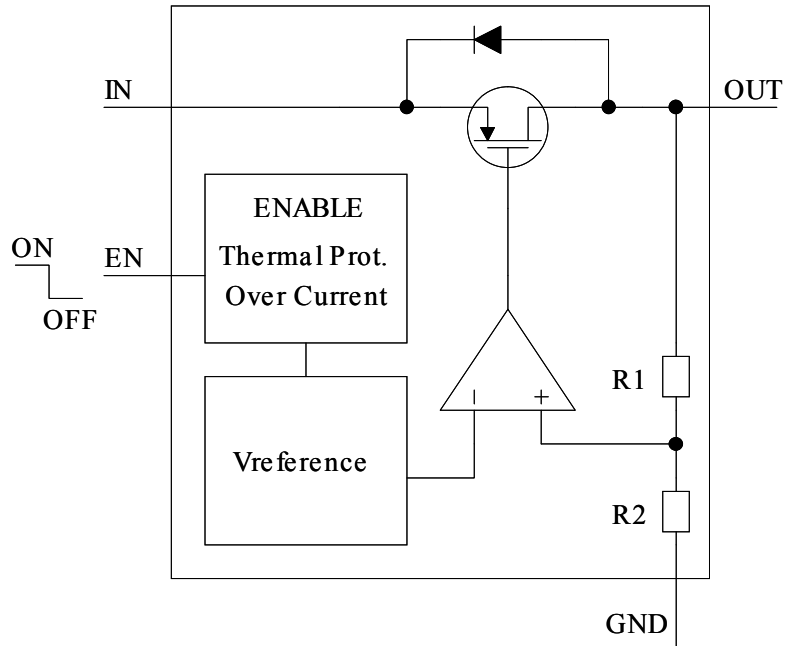 IN
OUT
ENABLE
Thermal Prot.
Over Current
ON
OFF
EN
Vreference
− +
R1
R2
GND